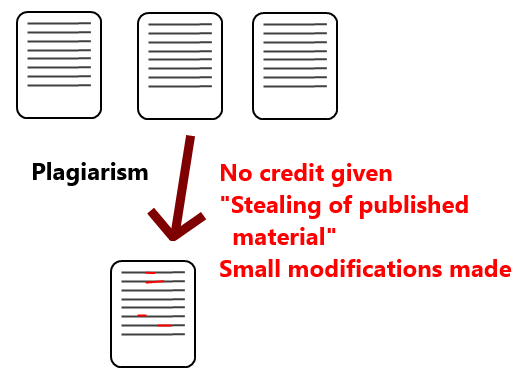 Plagiarism
No credit given
"Stealing of published
material"
Small modifications made